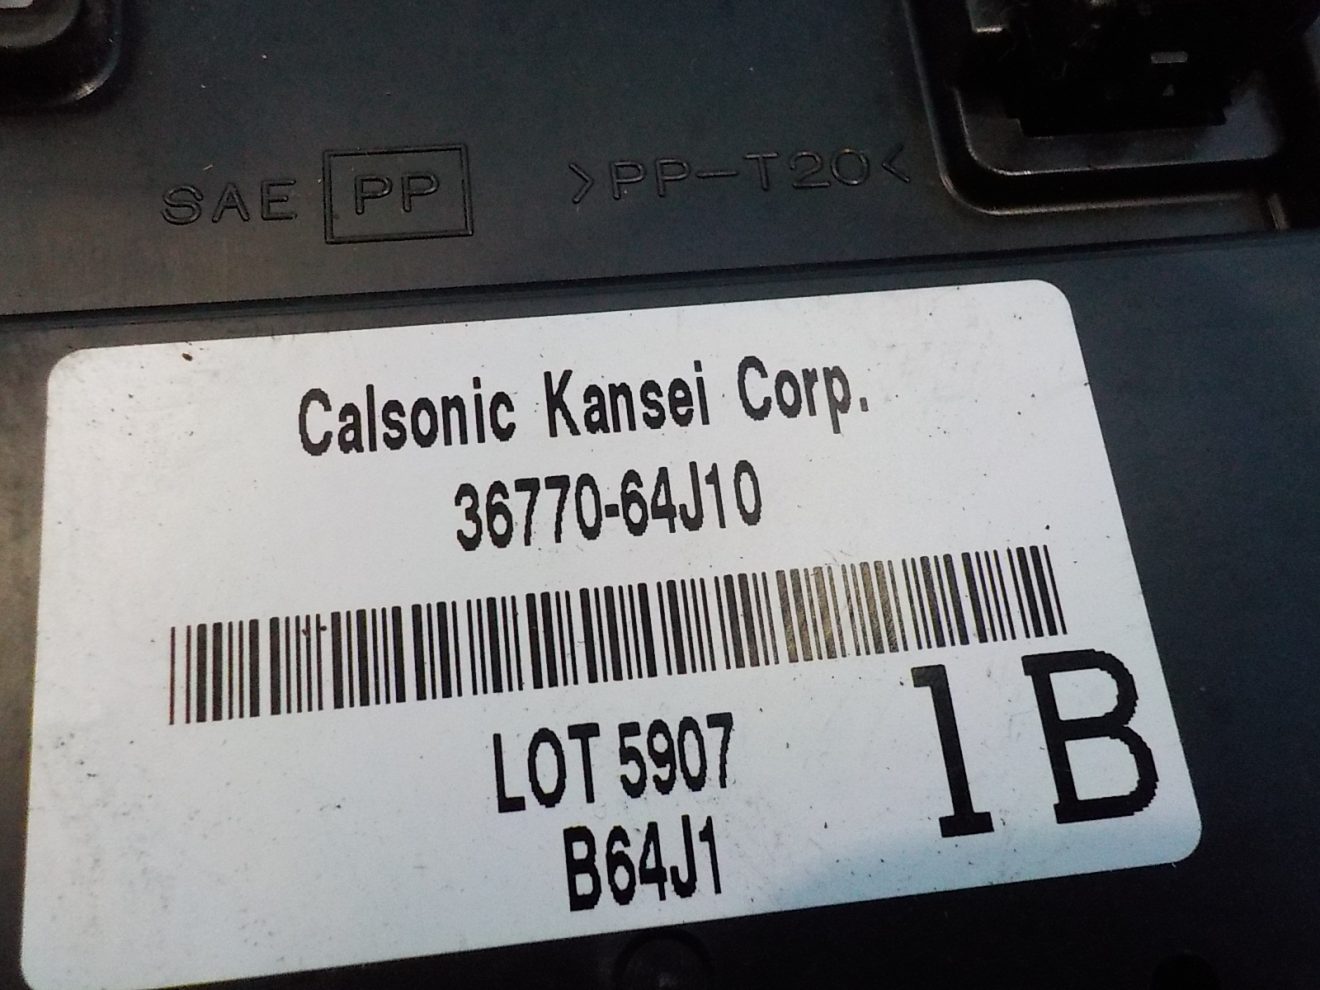 SAE PP >PP-T20<
Calsonic Kansei Corp.
36770-64J10
LOT 5907
1B
B64J1